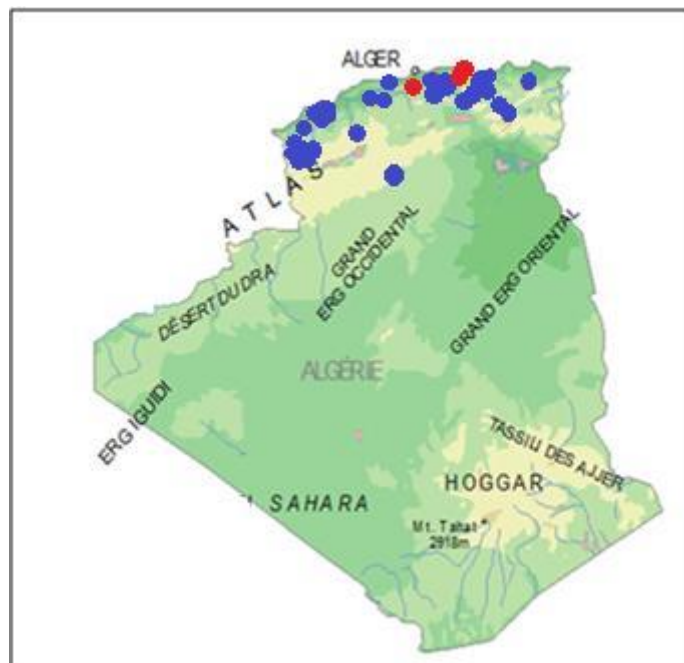 ALGER
ATLAS
GRAND
ERG OCCIDENTAL
DÉSERT DU DRA
GRAND ERG ORIENTAL
ALGÉRIE
ERG IGUIDI
TASSILI DES AJJER
HOGGAR
SAHARA
Mt. Tahat
2918m